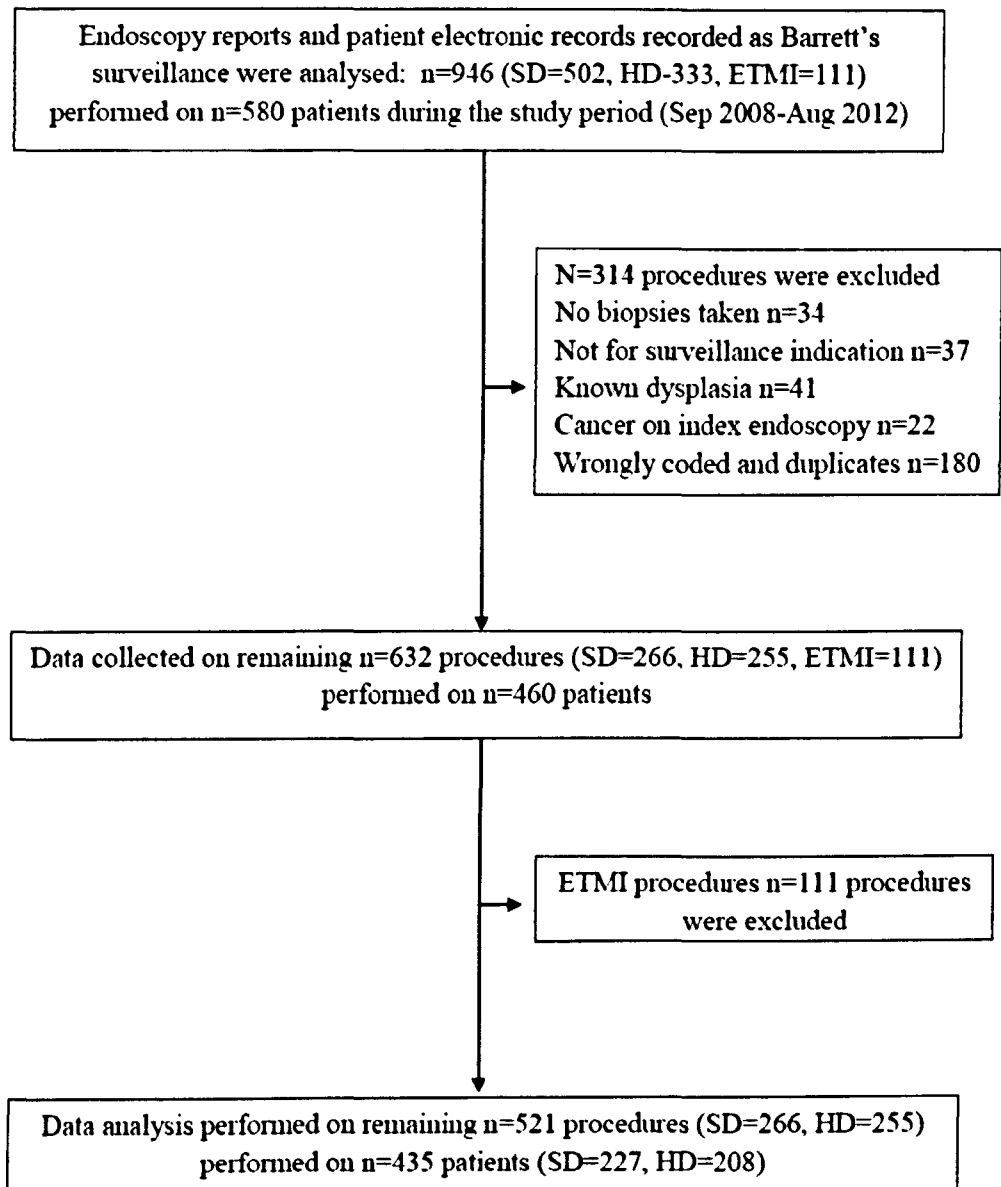 Endoscopy reports and patient electronic records recorded as Barrett's
surveillance were analysed: n=946 (SD=502, HD-333, ETMI=111)
performed on n=580 patients during the study period (Sep 2008-Aug 2012)
N=314 procedures were excluded
No biopsies taken n=34
Not for surveillance indication n=37
Known dysplasia n=41
Cancer on index endoscopy n=22
Wrongly coded and duplicates n=180
Data collected on remaining n=632 procedures (SD=266, HD=255, ETMI=111)
performed on n=460 patients
ETMI procedures n=111 procedures
were excluded
Data analysis performed on remaining n=521 procedures (SD=266, HD=255)
performed on n=435 patients (SD=227, HD=208)